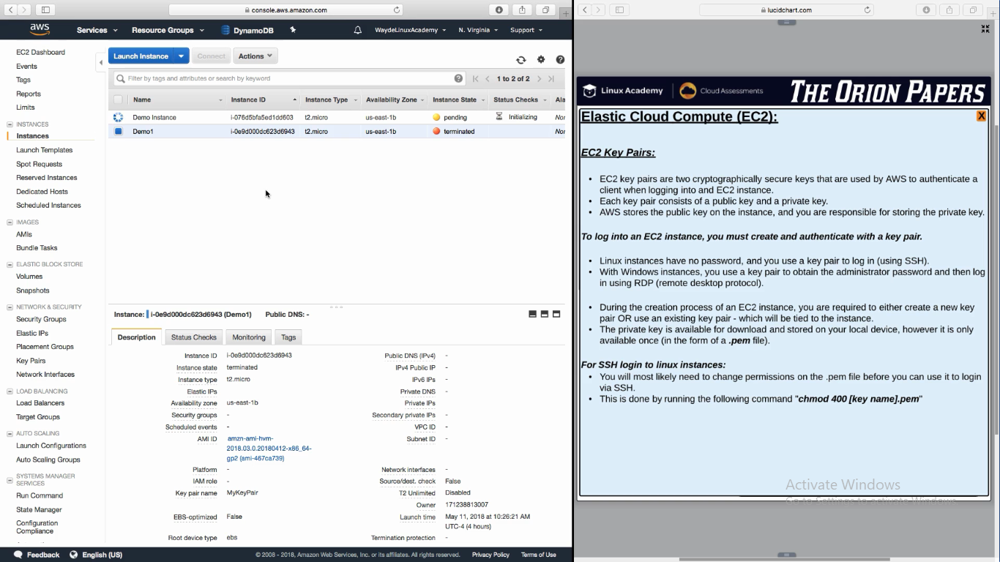 console.aws.amazon.com
lucidchart.com
aws
Services
Resource Groups
DynamoDB
WaydeLinuxAcademy
N. Virginia
Support
EC2 Dashboard
Events
Tags
Reports
Limits
INSTANCES
Instances
Launch Templates
Spot Requests
Reserved Instances
Dedicated Hosts
Scheduled Instances
IMAGES
AMIs
Bundle Tasks
ELASTIC BLOCK STORE
Volumes
Snapshots
NETWORK & SECURITY
Security Groups
Elastic IPs
Placement Groups
Key Pairs
Network Interfaces
LOAD BALANCING
Load Balancers
Target Groups
AUTO SCALING
Launch Configurations
Auto Scaling Groups
SYSTEMS MANAGER
SERVICES
Run Command
State Manager
Configuration
Compliance
Launch Instance
Connect
Actions
Filter by tags and attributes or search by keyword
1 to 2 of 2
Name Instance ID Instance Type Availability Zone Instance State Status Checks Ala
Demo Instance i-076d5bfa5ed1dd603 t2.micro us-east-1b pending Initializing Nor
Demo1 i-0e9d000dc623d6943 t2.micro us-east-1b terminated Nor
Instance: i-0e9d000dc623d6943 (Demo1) Public DNS: -
Description Status Checks Monitoring Tags
Instance ID i-0e9d000dc623d6943
Instance state terminated
Instance type t2.micro
Elastic IPs
Availability zone us-east-1b
Security groups -
Scheduled events -
AMI ID amzn-ami-hvm-
2018.03.0.20180412-x86_64-
gp2 (ami-467ca739)
Platform -
IAM role -
Key pair name MyKeyPair
EBS-optimized False
Root device type ebs
Public DNS (IPv4) -
IPv4 Public IP -
IPv6 IPs -
Private DNS -
Private IPs -
Secondary private IPs -
VPC ID -
Subnet ID -
Network interfaces -
Source/dest. check False
T2 Unlimited Disabled
Owner 171238813007
Launch time May 11, 2018 at 10:26:21 AM
UTC-4 (4 hours)
Termination protection -
Feedback
English (US)
© 2008 - 2018, Amazon Web Services, Inc. or its affiliates. All rights reserved.
Privacy Policy
Terms of Use
Linux Academy
Cloud Assessments
THE ORION PAPERS
Elastic Cloud Compute (EC2):
X
EC2 Key Pairs:
• EC2 key pairs are two cryptographically secure keys that are used by AWS to authenticate a
client when logging into and EC2 instance.
• Each key pair consists of a public key and a private key.
• AWS stores the public key on the instance, and you are responsible for storing the private key.
To log into an EC2 instance, you must create and authenticate with a key pair.
• Linux instances have no password, and you use a key pair to log in (using SSH).
• With Windows instances, you use a key pair to obtain the administrator password and then log
in using RDP (remote desktop protocol).
• During the creation process of an EC2 instance, you are required to either create a new key
pair OR use an existing key pair - which will be tied to the instance.
• The private key is available for download and stored on your local device, however it is only
available once (in the form of a .pem file).
For SSH login to linux instances:
• You will most likely need to change permissions on the .pem file before you can use it to login
via SSH.
• This is done by running the following command "chmod 400 [key name].pem"
Activate Windows
Go to Settings to activate Windows.